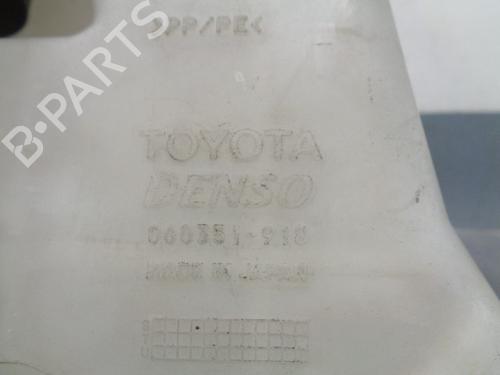 >PP/PE<
B-PARTS
TOYOTA
DENSO
060351-918
MADE IN JAPAN
S
T
U